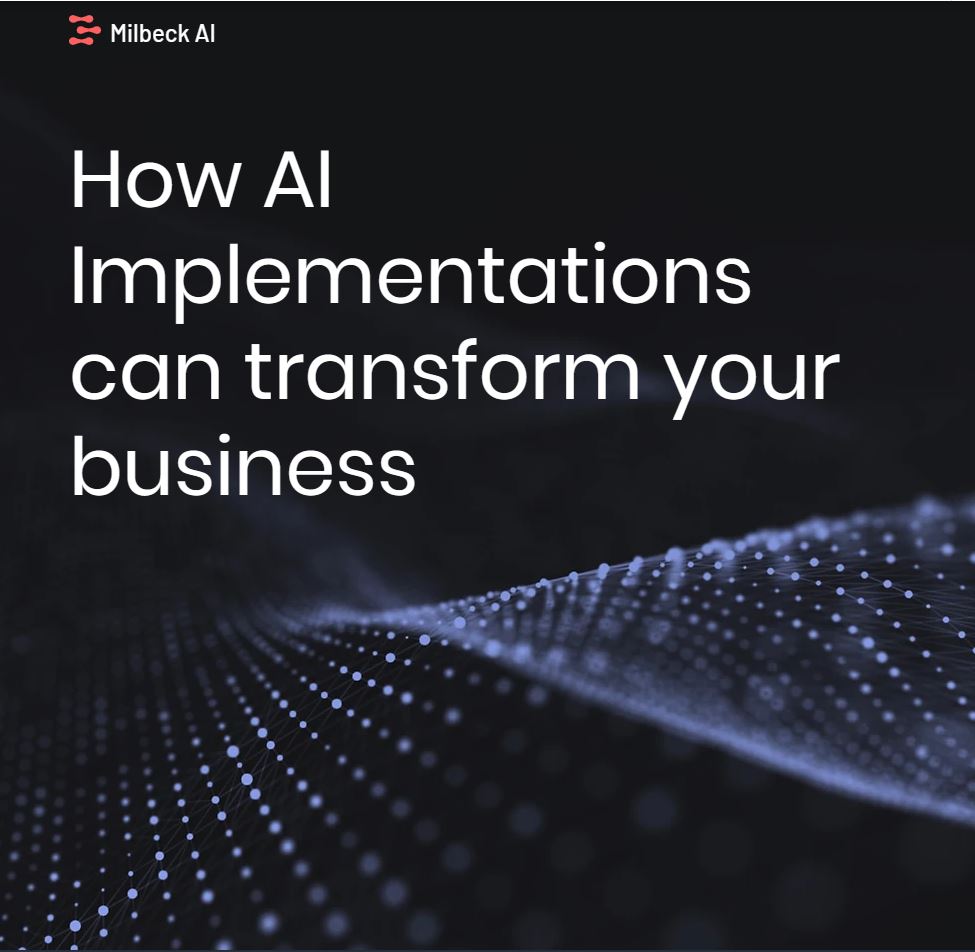 Milbeck AI
How AI
Implementations
can transform your
business